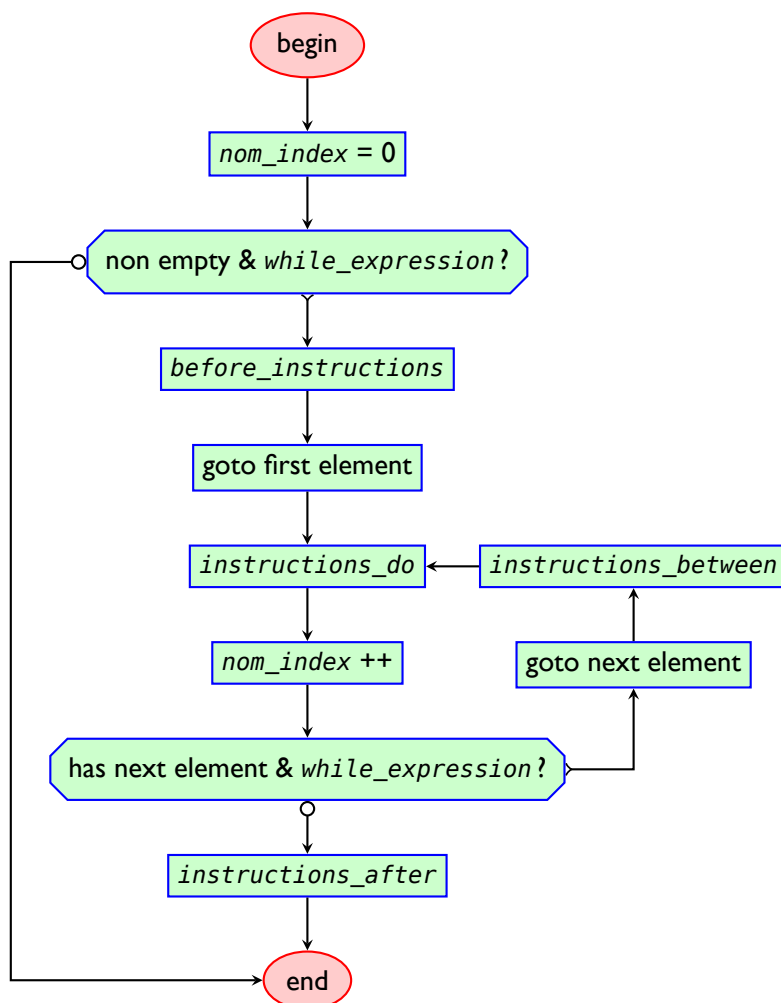 begin
nom_index = 0
non empty & while_expression?
before_instructions
goto first element
instructions_do
instructions_between
nom_index ++
goto next element
has next element & while_expression?
instructions_after
end